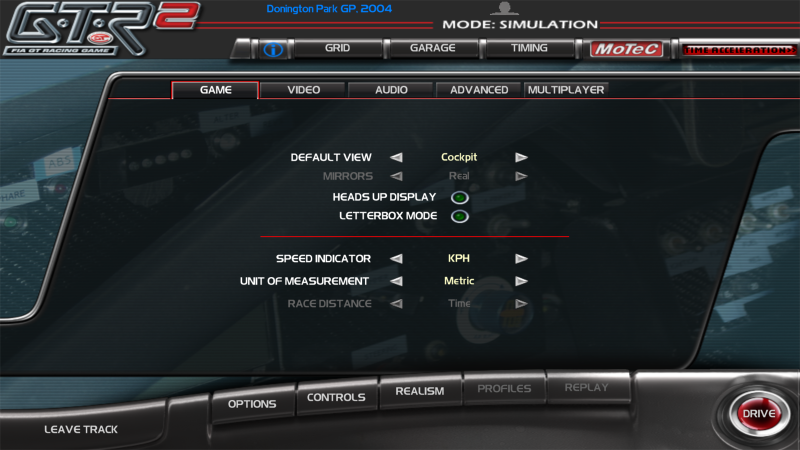 Donington Park GP, 2004
GTR2
FIA GT RACING GAME
MODE: SIMULATION
GRID GARAGE TIMING MoTeC TIME ACCELERATION
GAME VIDEO AUDIO ADVANCED MULTIPLAYER
ABS
DEFAULT VIEW Cockpit
MIRRORS Real
HEADS UP DISPLAY
LETTERBOX MODE
SPEED INDICATOR KPH
UNIT OF MEASUREMENT Metric
RACE DISTANCE Time
OPTIONS CONTROLS REALISM PROFILES REPLAY
LEAVE TRACK
DRIVE